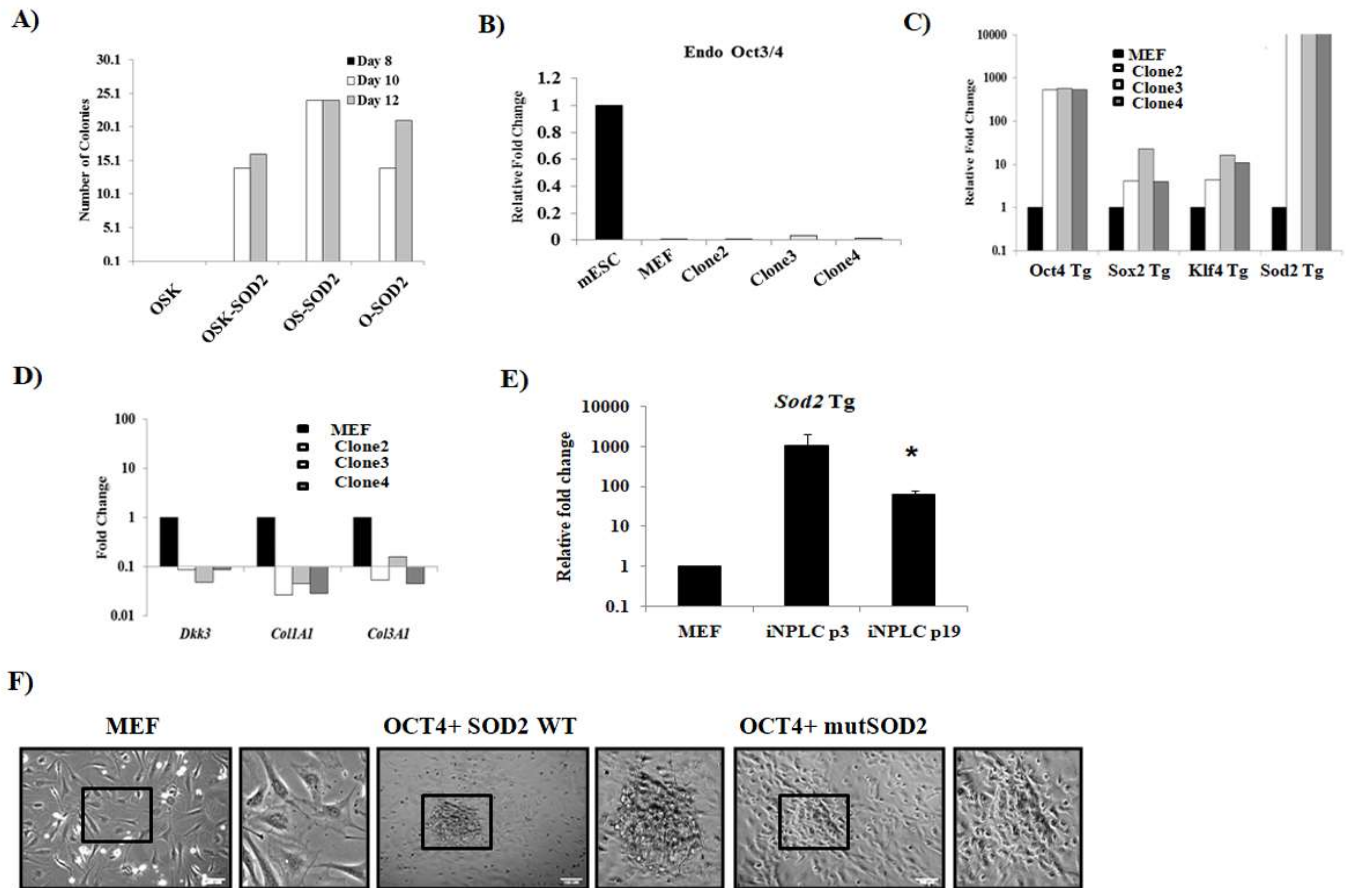 A)
Number of Colonies
30.1
25.1
20.1
15.1
10.1
5.1
0.1
Day 8
Day 10
Day 12
OSK
OSK-SOD2
OS-SOD2
O-SOD2
B)
Endo Oct3/4
Relative Fold Change
1.2
1
0.8
0.6
0.4
0.2
0
mESC
MEF
Clone2
Clone3
Clone4
C)
Relative Fold Change
10000
1000
100
10
1
0.1
MEF
Clone2
Clone3
Clone4
Oct4 Tg
Sox2 Tg
Klf4 Tg
Sod2 Tg
D)
Fold Change
100
10
1
0.1
0.01
MEF
Clone2
Clone3
Clone4
Dkk3
Col1A1
Col3A1
E)
Sod2 Tg
Relative fold change
10000
1000
100
10
1
0.1
*
MEF
iNPLC p3
iNPLC p19
F)
MEF
OCT4+ SOD2 WT
OCT4+ mutSOD2